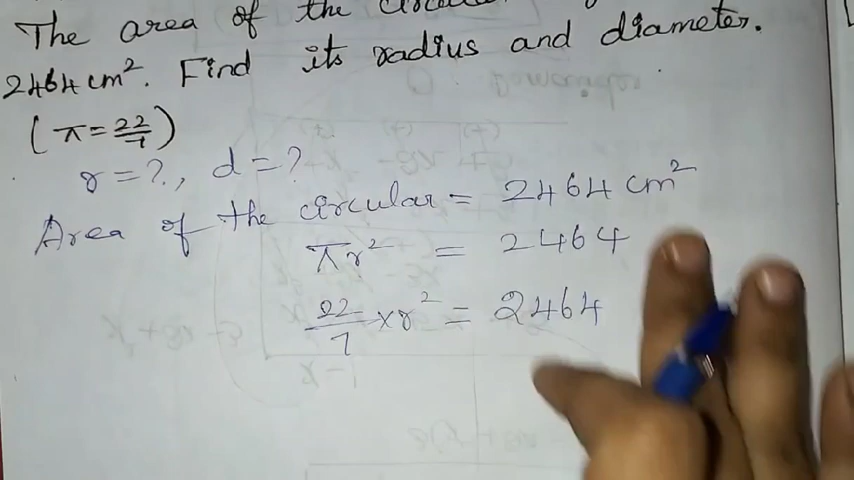 The area of the circular
2464 cm². Find its radius and diameter.
(π = 22/7)
r = ?, d = ?
Area of the circular = 2464 cm²
πr² = 2464
22/7 × r² = 2464